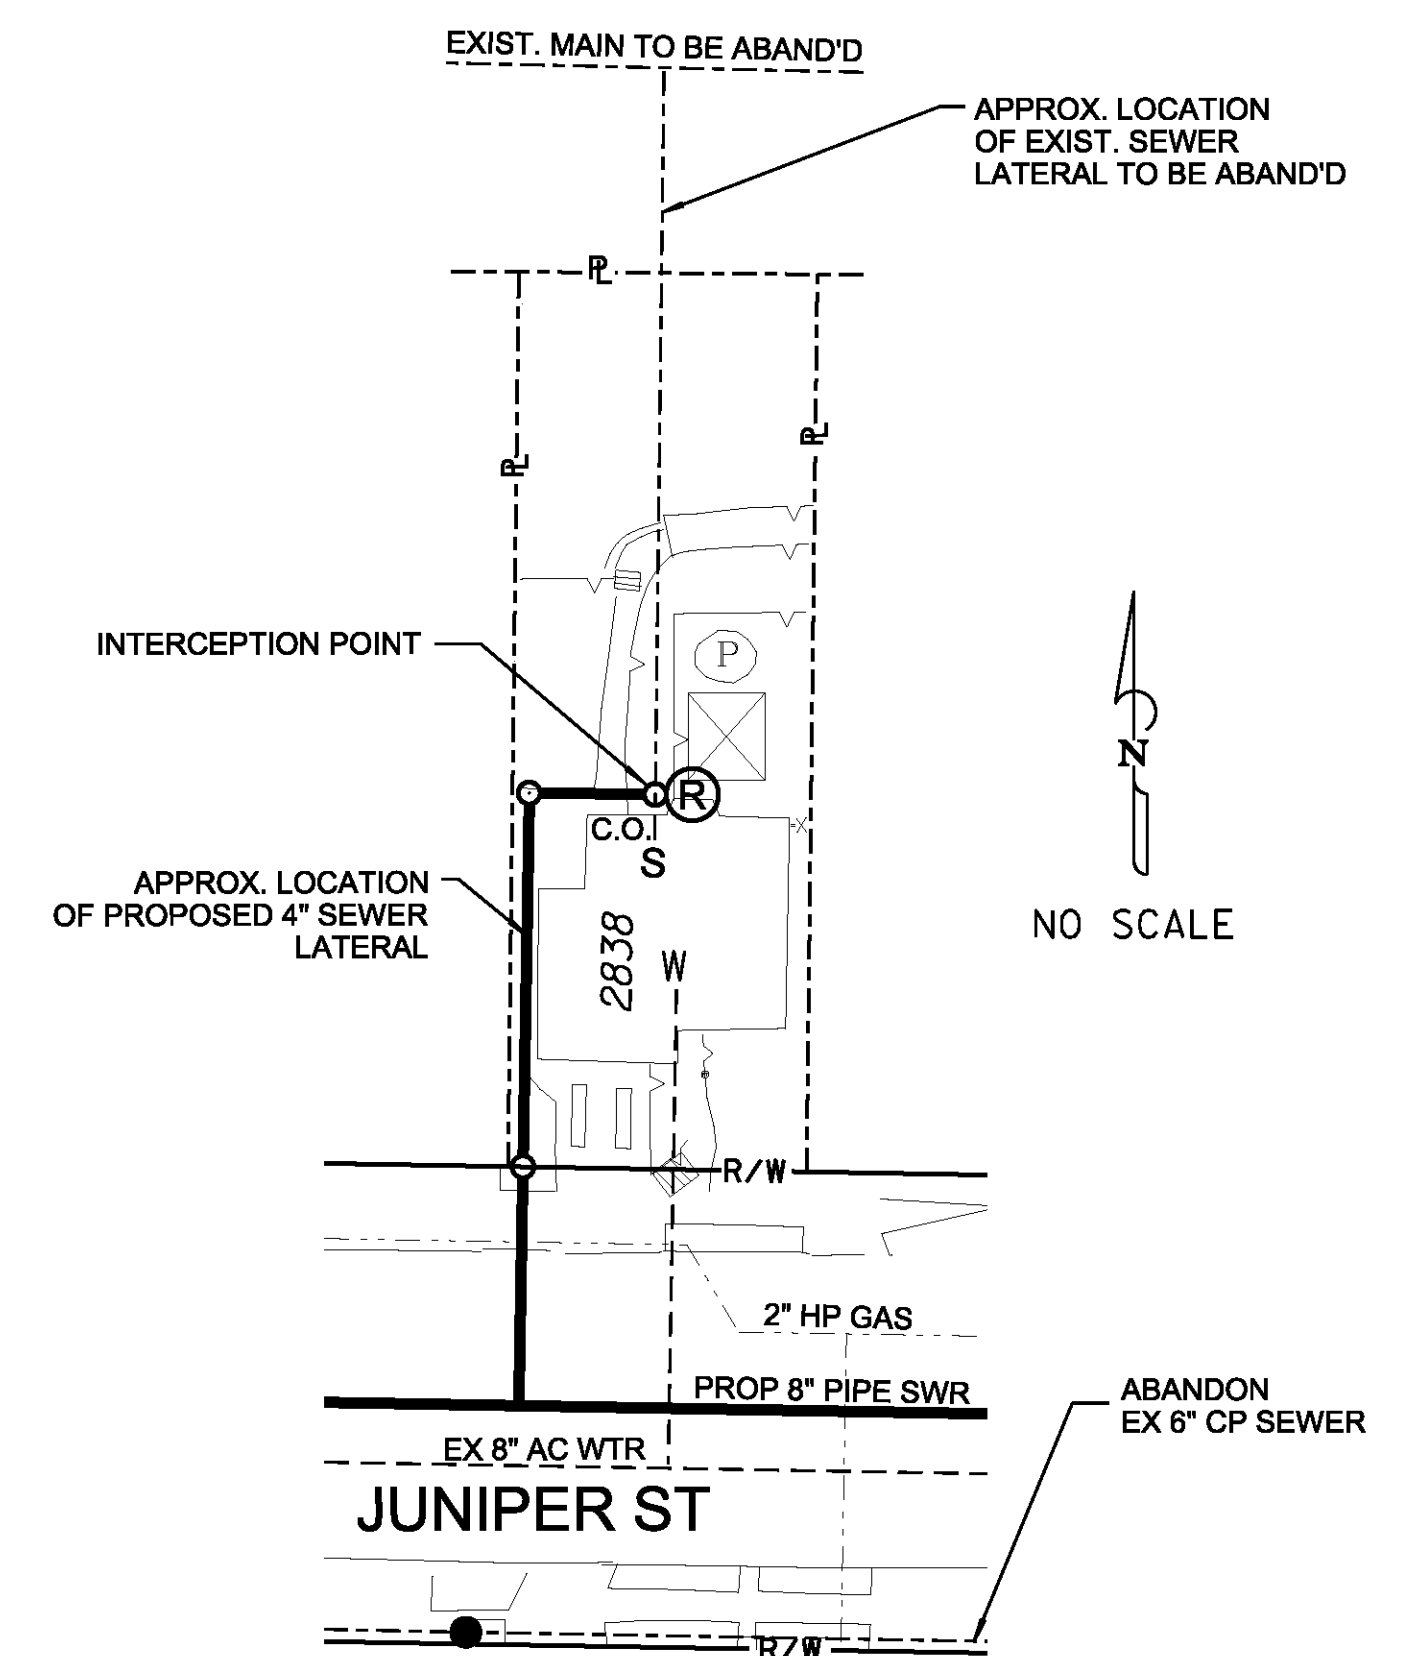 EXIST. MAIN TO BE ABAND'D
APPROX. LOCATION
OF EXIST. SEWER
LATERAL TO BE ABAND'D
PL
PL
PL
INTERCEPTION POINT
P
R
C.O.
S
APPROX. LOCATION
OF PROPOSED 4" SEWER
LATERAL
2838
W
N
NO SCALE
R/W
2" HP GAS
PROP 8" PIPE SWR
ABANDON
EX 6" CP SEWER
EX 8" AC WTR
JUNIPER ST
R/W